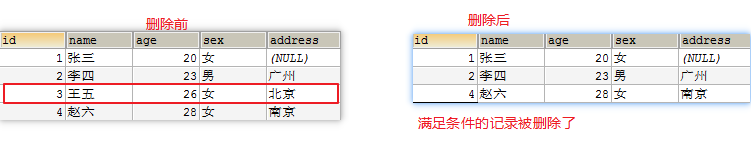 删除前
id name age sex address
1 张三 20 女 (NULL)
2 李四 23 男 广州
3 王五 26 女 北京
4 赵六 28 女 南京
删除后
id name age sex address
1 张三 20 女 (NULL)
2 李四 23 男 广州
4 赵六 28 女 南京
满足条件的记录被删除了